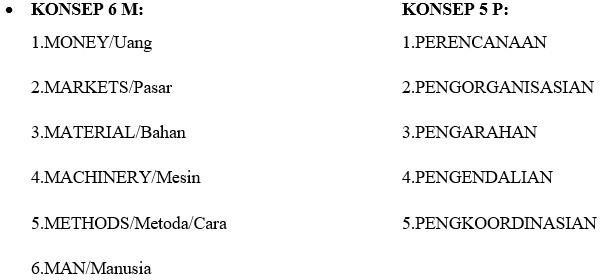 • KONSEP 6 M: KONSEP 5 P:
1.MONEY/Uang 1.PERENCANAAN
2.MARKETS/Pasar 2.PENGORGANISASIAN
3.MATERIAL/Bahan 3.PENGARAHAN
4.MACHINERY/Mesin 4.PENGENDALIAN
5.METHODS/Metoda/Cara 5.PENGKOORDINASIAN
6.MAN/Manusia